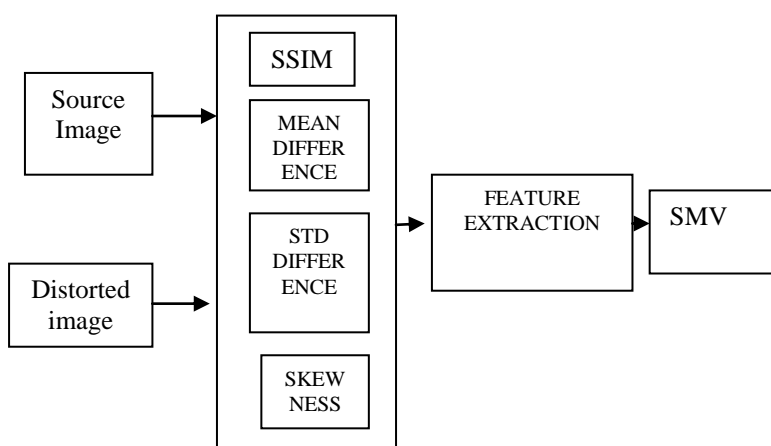 Source
Image
Distorted
image
SSIM
MEAN
DIFFER
ENCE
STD
DIFFER
ENCE
SKEW
NESS
FEATURE
EXTRACTION
SMV